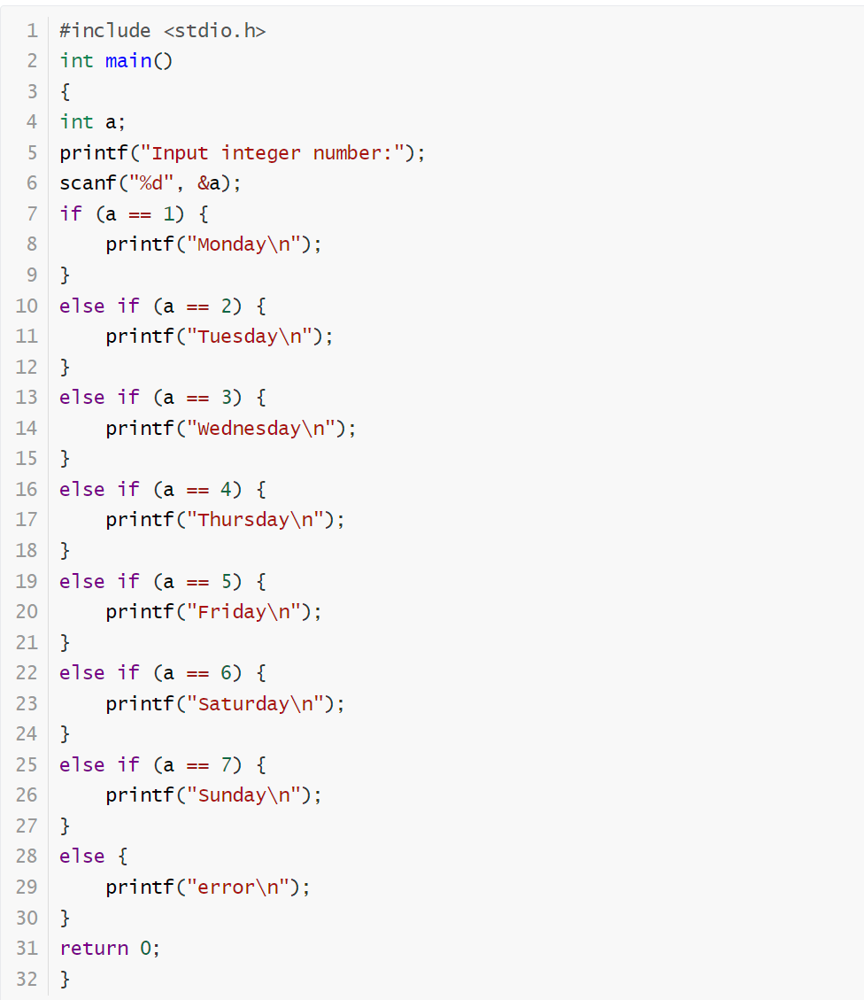 1 #include <stdio.h>
2 int main()
3 {
4 int a;
5 printf("Input integer number:");
6 scanf("%d", &a);
7 if (a == 1) {
8     printf("Monday\n");
9 }
10 else if (a == 2) {
11     printf("Tuesday\n");
12 }
13 else if (a == 3) {
14     printf("Wednesday\n");
15 }
16 else if (a == 4) {
17     printf("Thursday\n");
18 }
19 else if (a == 5) {
20     printf("Friday\n");
21 }
22 else if (a == 6) {
23     printf("Saturday\n");
24 }
25 else if (a == 7) {
26     printf("Sunday\n");
27 }
28 else {
29     printf("error\n");
30 }
31 return 0;
32 }